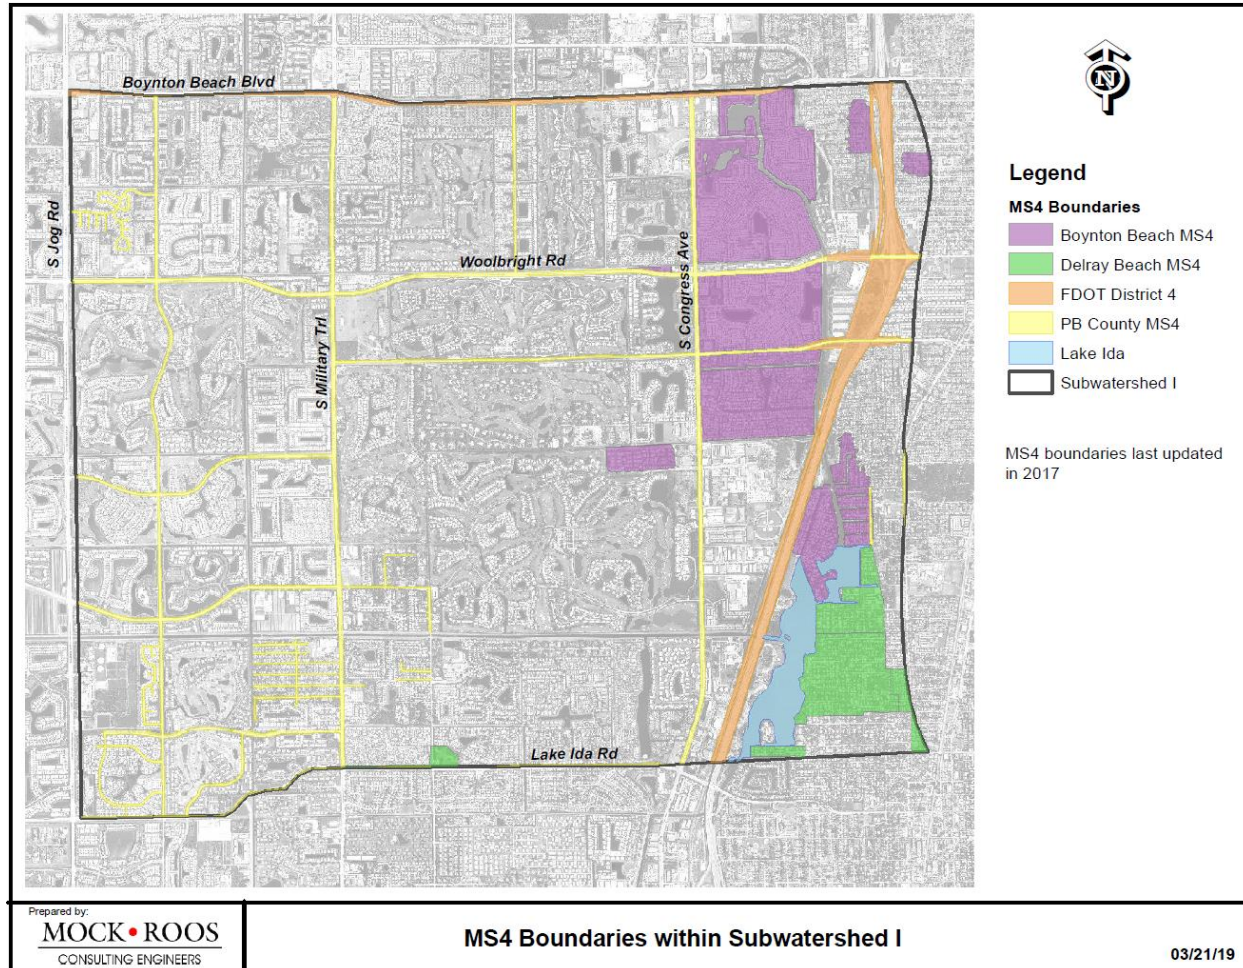 Boynton Beach Blvd
S Jog Rd
Woolbright Rd
S Congress Ave
S Military Trl
Lake Ida Rd
N
Legend
MS4 Boundaries
Boynton Beach MS4
Delray Beach MS4
FDOT District 4
PB County MS4
Lake Ida
Subwatershed I
MS4 boundaries last updated
in 2017
Prepared by:
MOCK•ROOS
CONSULTING ENGINEERS
MS4 Boundaries within Subwatershed I
03/21/19